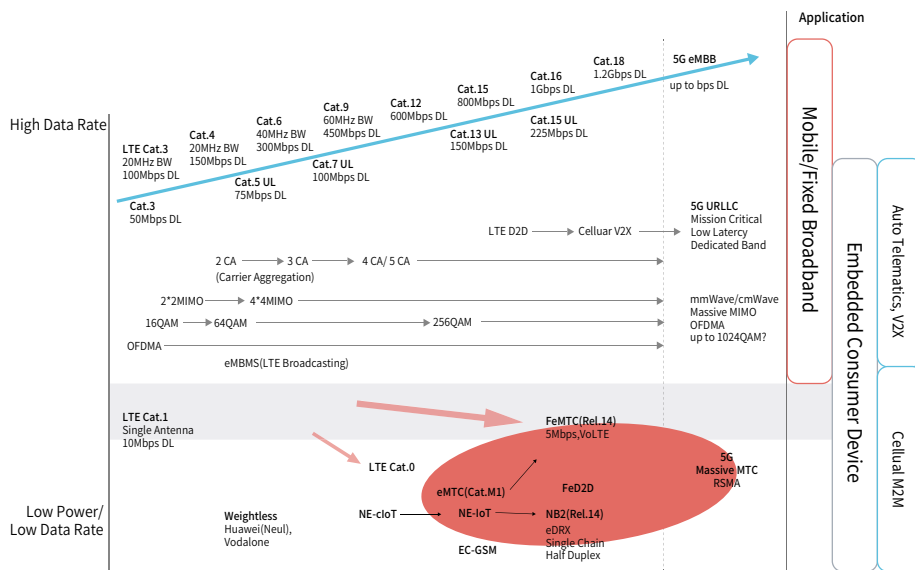 Application
High Data Rate
LTE Cat.3
20MHz BW
100Mbps DL
Cat.4
20MHz BW
150Mbps DL
Cat.6
40MHz BW
300Mbps DL
Cat.9
60MHz BW
450Mbps DL
Cat.12
600Mbps DL
Cat.15
800Mbps DL
Cat.16
1Gbps DL
Cat.18
1.2Gbps DL
5G eMBB
up to bps DL
Cat.3
50Mbps DL
Cat.5 UL
75Mbps DL
Cat.7 UL
100Mbps DL
Cat.13 UL
150Mbps DL
Cat.15 UL
225Mbps DL
LTE D2D
Celluar V2X
5G URLLC
Mission Critical
Low Latercy
Dedicated Band
2 CA
3 CA
4 CA/ 5 CA
(Carrier Aggregation)
2*2MIMO
4*4MIMO
16QAM
64QAM
256QAM
OFDMA
eMBMS(LTE Broadcasting)
mmWave/cmWave
Massive MIMO
OFDMA
up to 1024QAM?
LTE Cat.1
Single Antenna
10Mbps DL
FeMTC(Rel.14)
5Mbps,VoLTE
LTE Cat.0
5G
Massive MTC
RSMA
eMTC(Cat.M1)
FeD2D
Low Power/
Low Data Rate
Weightless
Huawei(Neul),
Vodalone
NE-cIoT
NE-IoT
NB2(Rel.14)
eDRX
Single Chain
Half Duplex
EC-GSM
Mobile/Fixed Broadband
Embedded Consumer Device
Auto Telematics, V2X
Cellual M2M